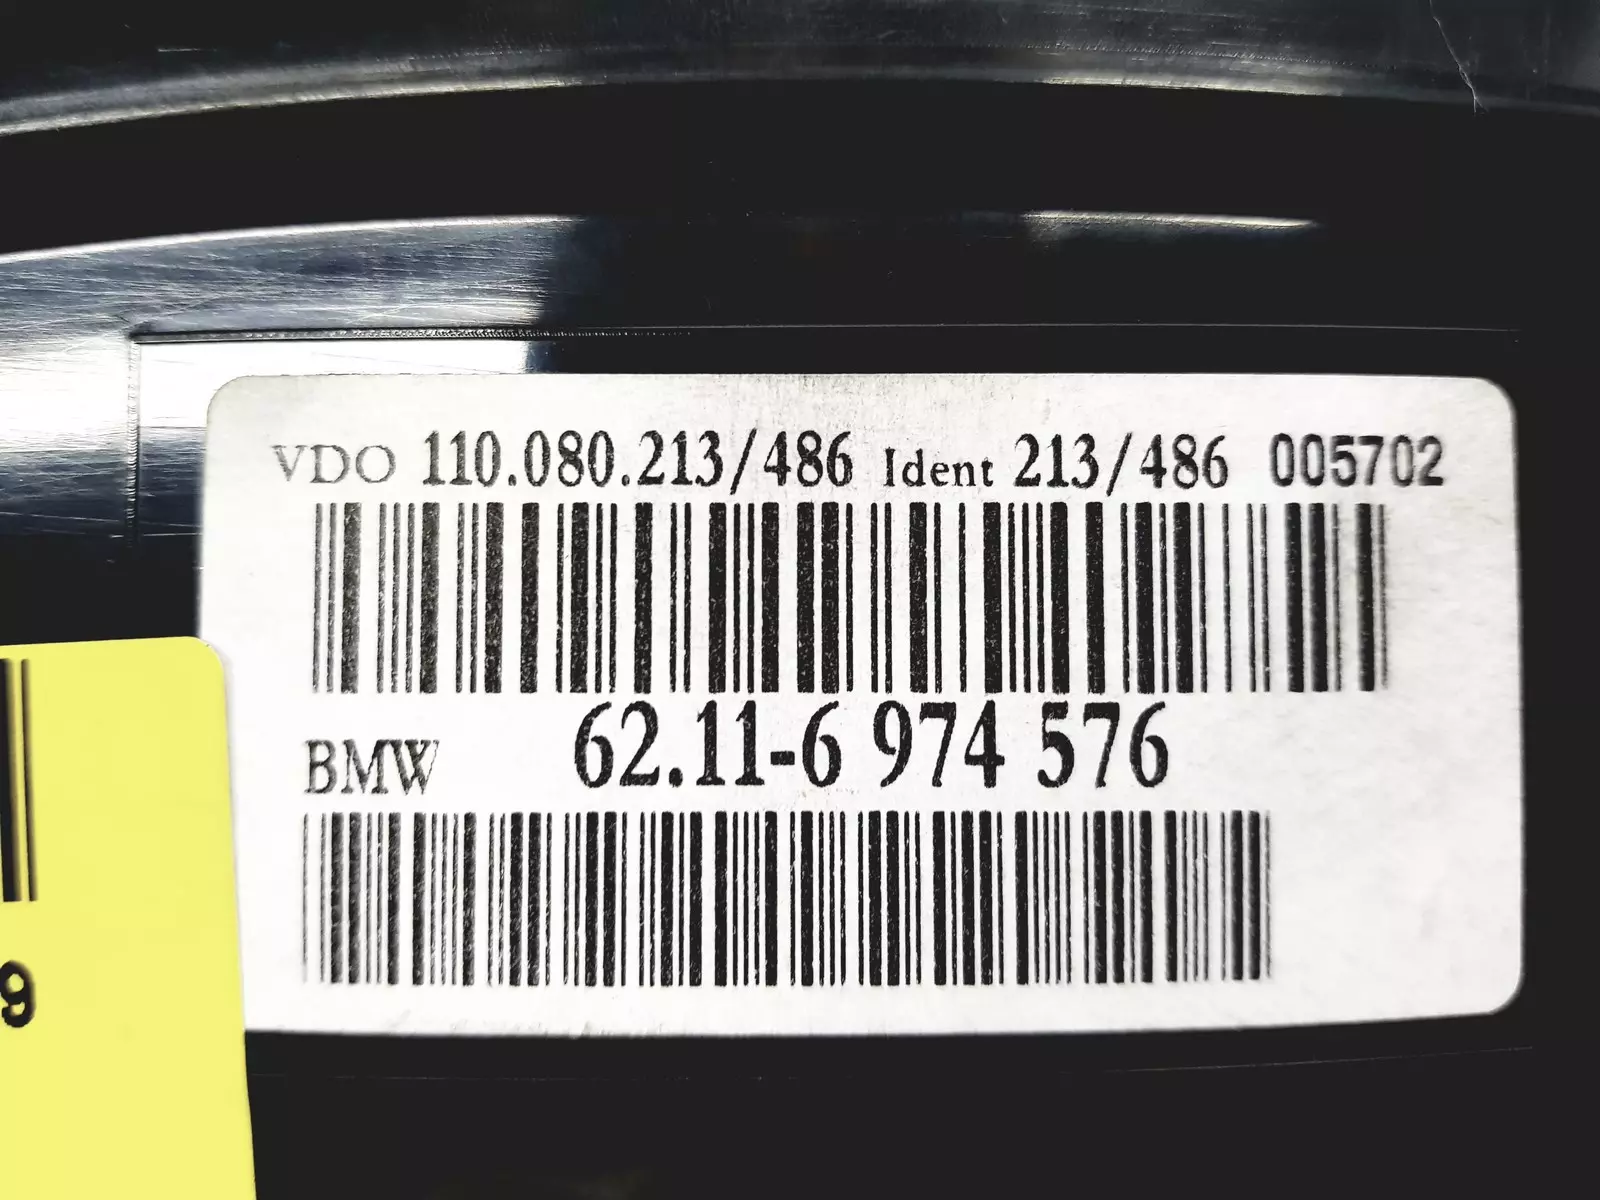 VDO 110.080.213/486 Ident 213/486 005702
BMW 62.11-6 974 576
9